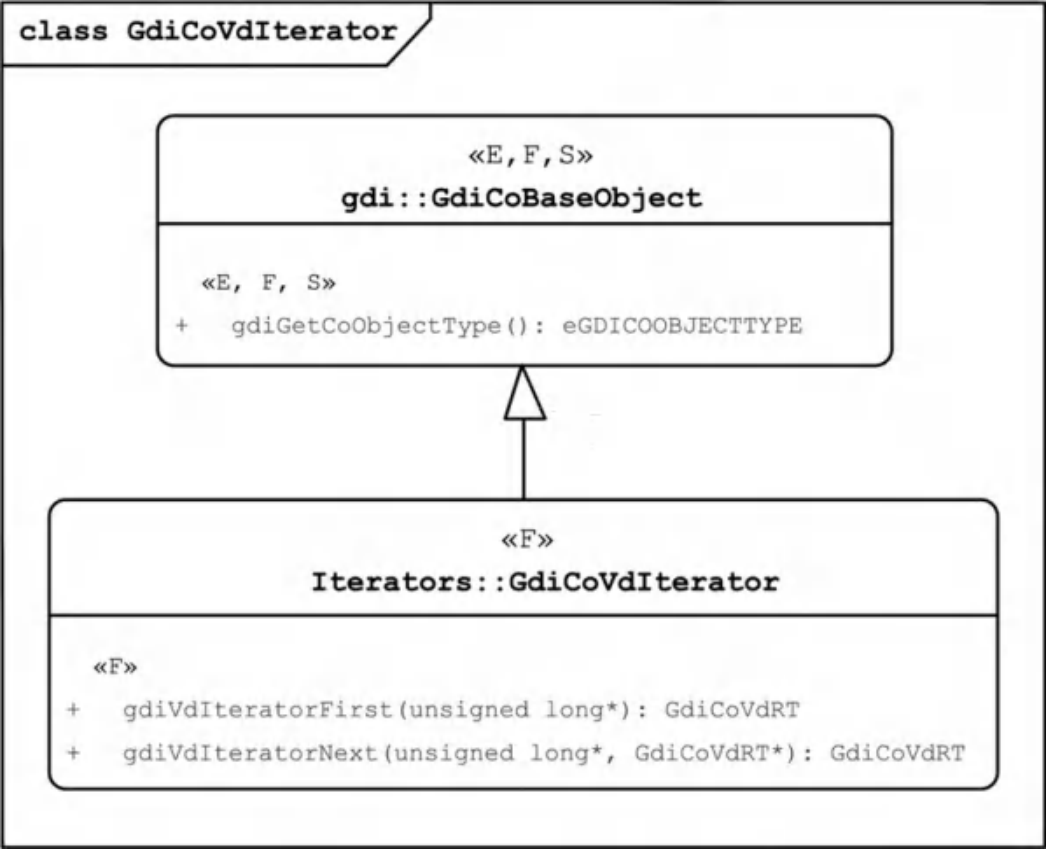 class GdiCoVdIterator
«E,F,S»
gdi::GdiCoBaseObject
«E, F, S»
+ gdiGetCoObjectType(): eGDICOOBJECTTYPE
«F»
Iterators::GdiCoVdIterator
«F»
+ gdiVdIteratorFirst(unsigned long*): GdiCoVdRT
+ gdiVdIteratorNext(unsigned long*, GdiCoVdRT*): GdiCoVdRT